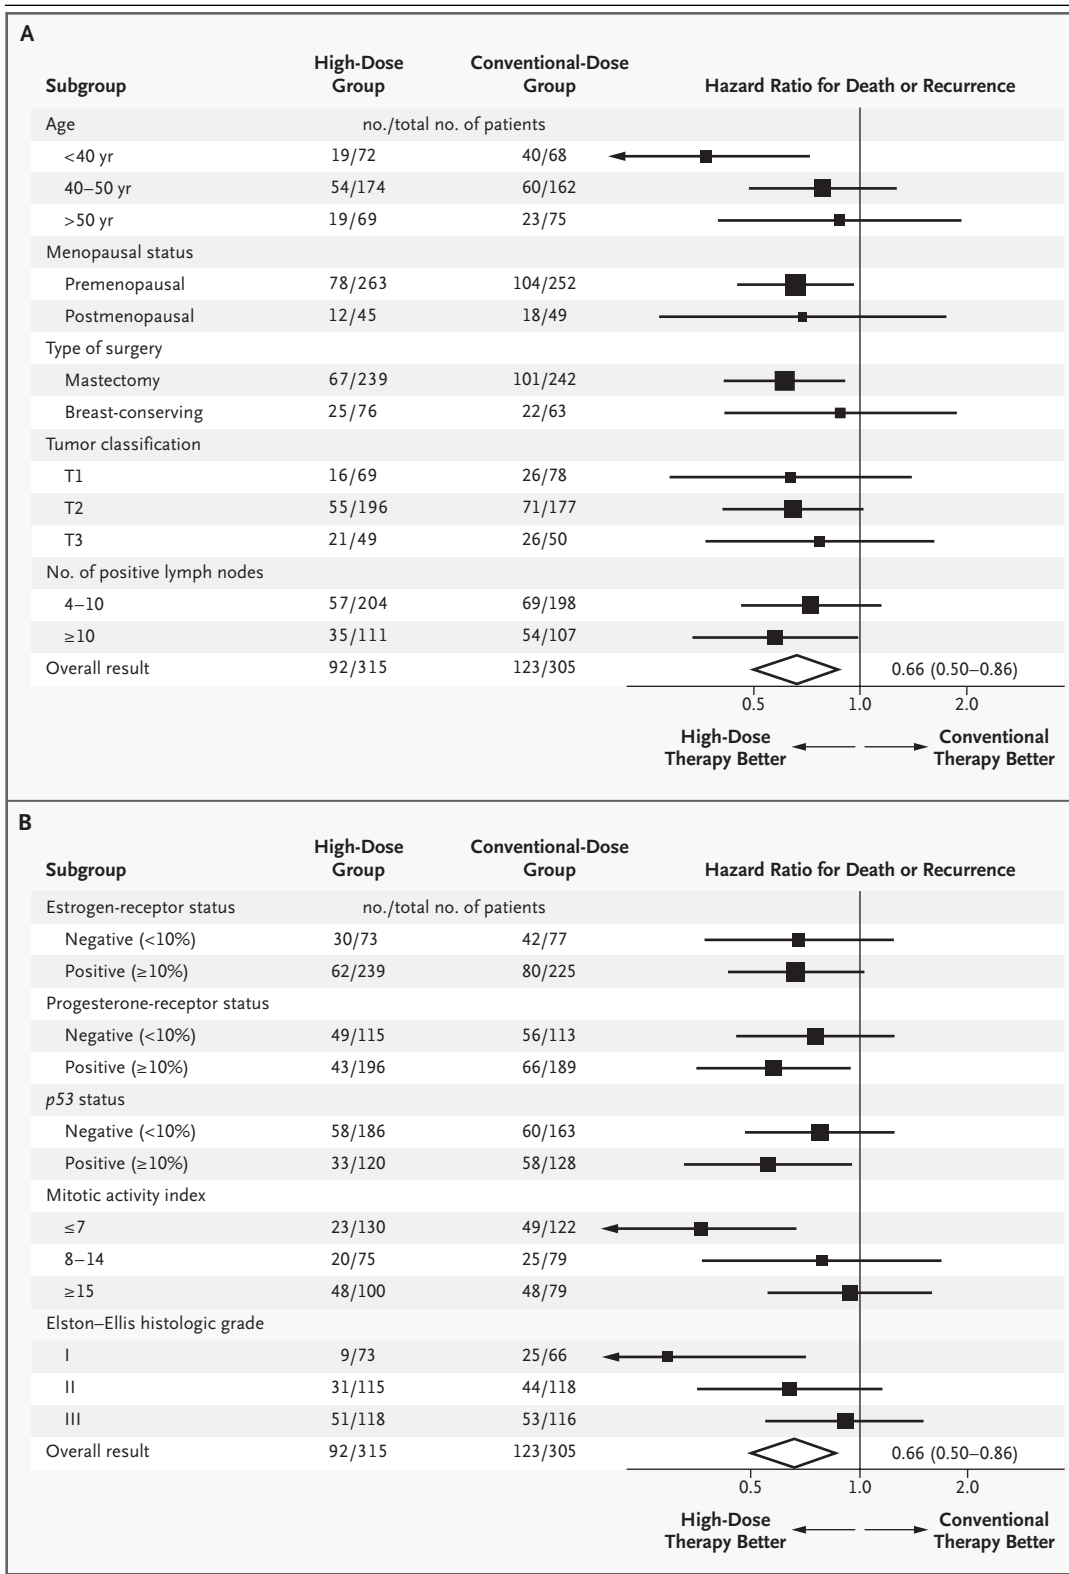 A
High-Dose Conventional-Dose
Subgroup Group Group Hazard Ratio for Death or Recurrence
Age no./total no. of patients
<40 yr 19/72 40/68
40–50 yr 54/174 60/162
>50 yr 19/69 23/75
Menopausal status
Premenopausal 78/263 104/252
Postmenopausal 12/45 18/49
Type of surgery
Mastectomy 67/239 101/242
Breast-conserving 25/76 22/63
Tumor classification
T1 16/69 26/78
T2 55/196 71/177
T3 21/49 26/50
No. of positive lymph nodes
4–10 57/204 69/198
≥10 35/111 54/107
Overall result 92/315 123/305 0.66 (0.50–0.86)
0.5 1.0 2.0
High-Dose Conventional
Therapy Better Therapy Better
B
High-Dose Conventional-Dose
Subgroup Group Group Hazard Ratio for Death or Recurrence
Estrogen-receptor status no./total no. of patients
Negative (<10%) 30/73 42/77
Positive (≥10%) 62/239 80/225
Progesterone-receptor status
Negative (<10%) 49/115 56/113
Positive (≥10%) 43/196 66/189
p53 status
Negative (<10%) 58/186 60/163
Positive (≥10%) 33/120 58/128
Mitotic activity index
≤7 23/130 49/122
8–14 20/75 25/79
≥15 48/100 48/79
Elston–Ellis histologic grade
I 9/73 25/66
II 31/115 44/118
III 51/118 53/116
Overall result 92/315 123/305 0.66 (0.50–0.86)
0.5 1.0 2.0
High-Dose Conventional
Therapy Better Therapy Better